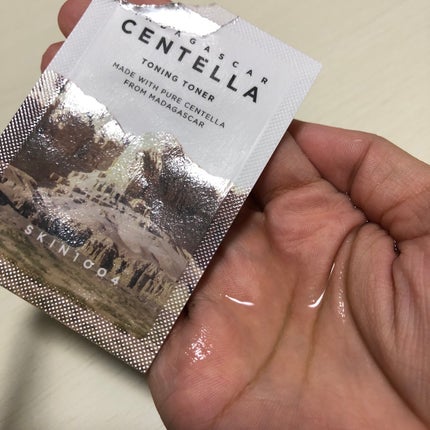 CENTELLA
TONING TONER
MADE WITH PURE CENTELLA
FROM MADAGASCAR
SKIN1004